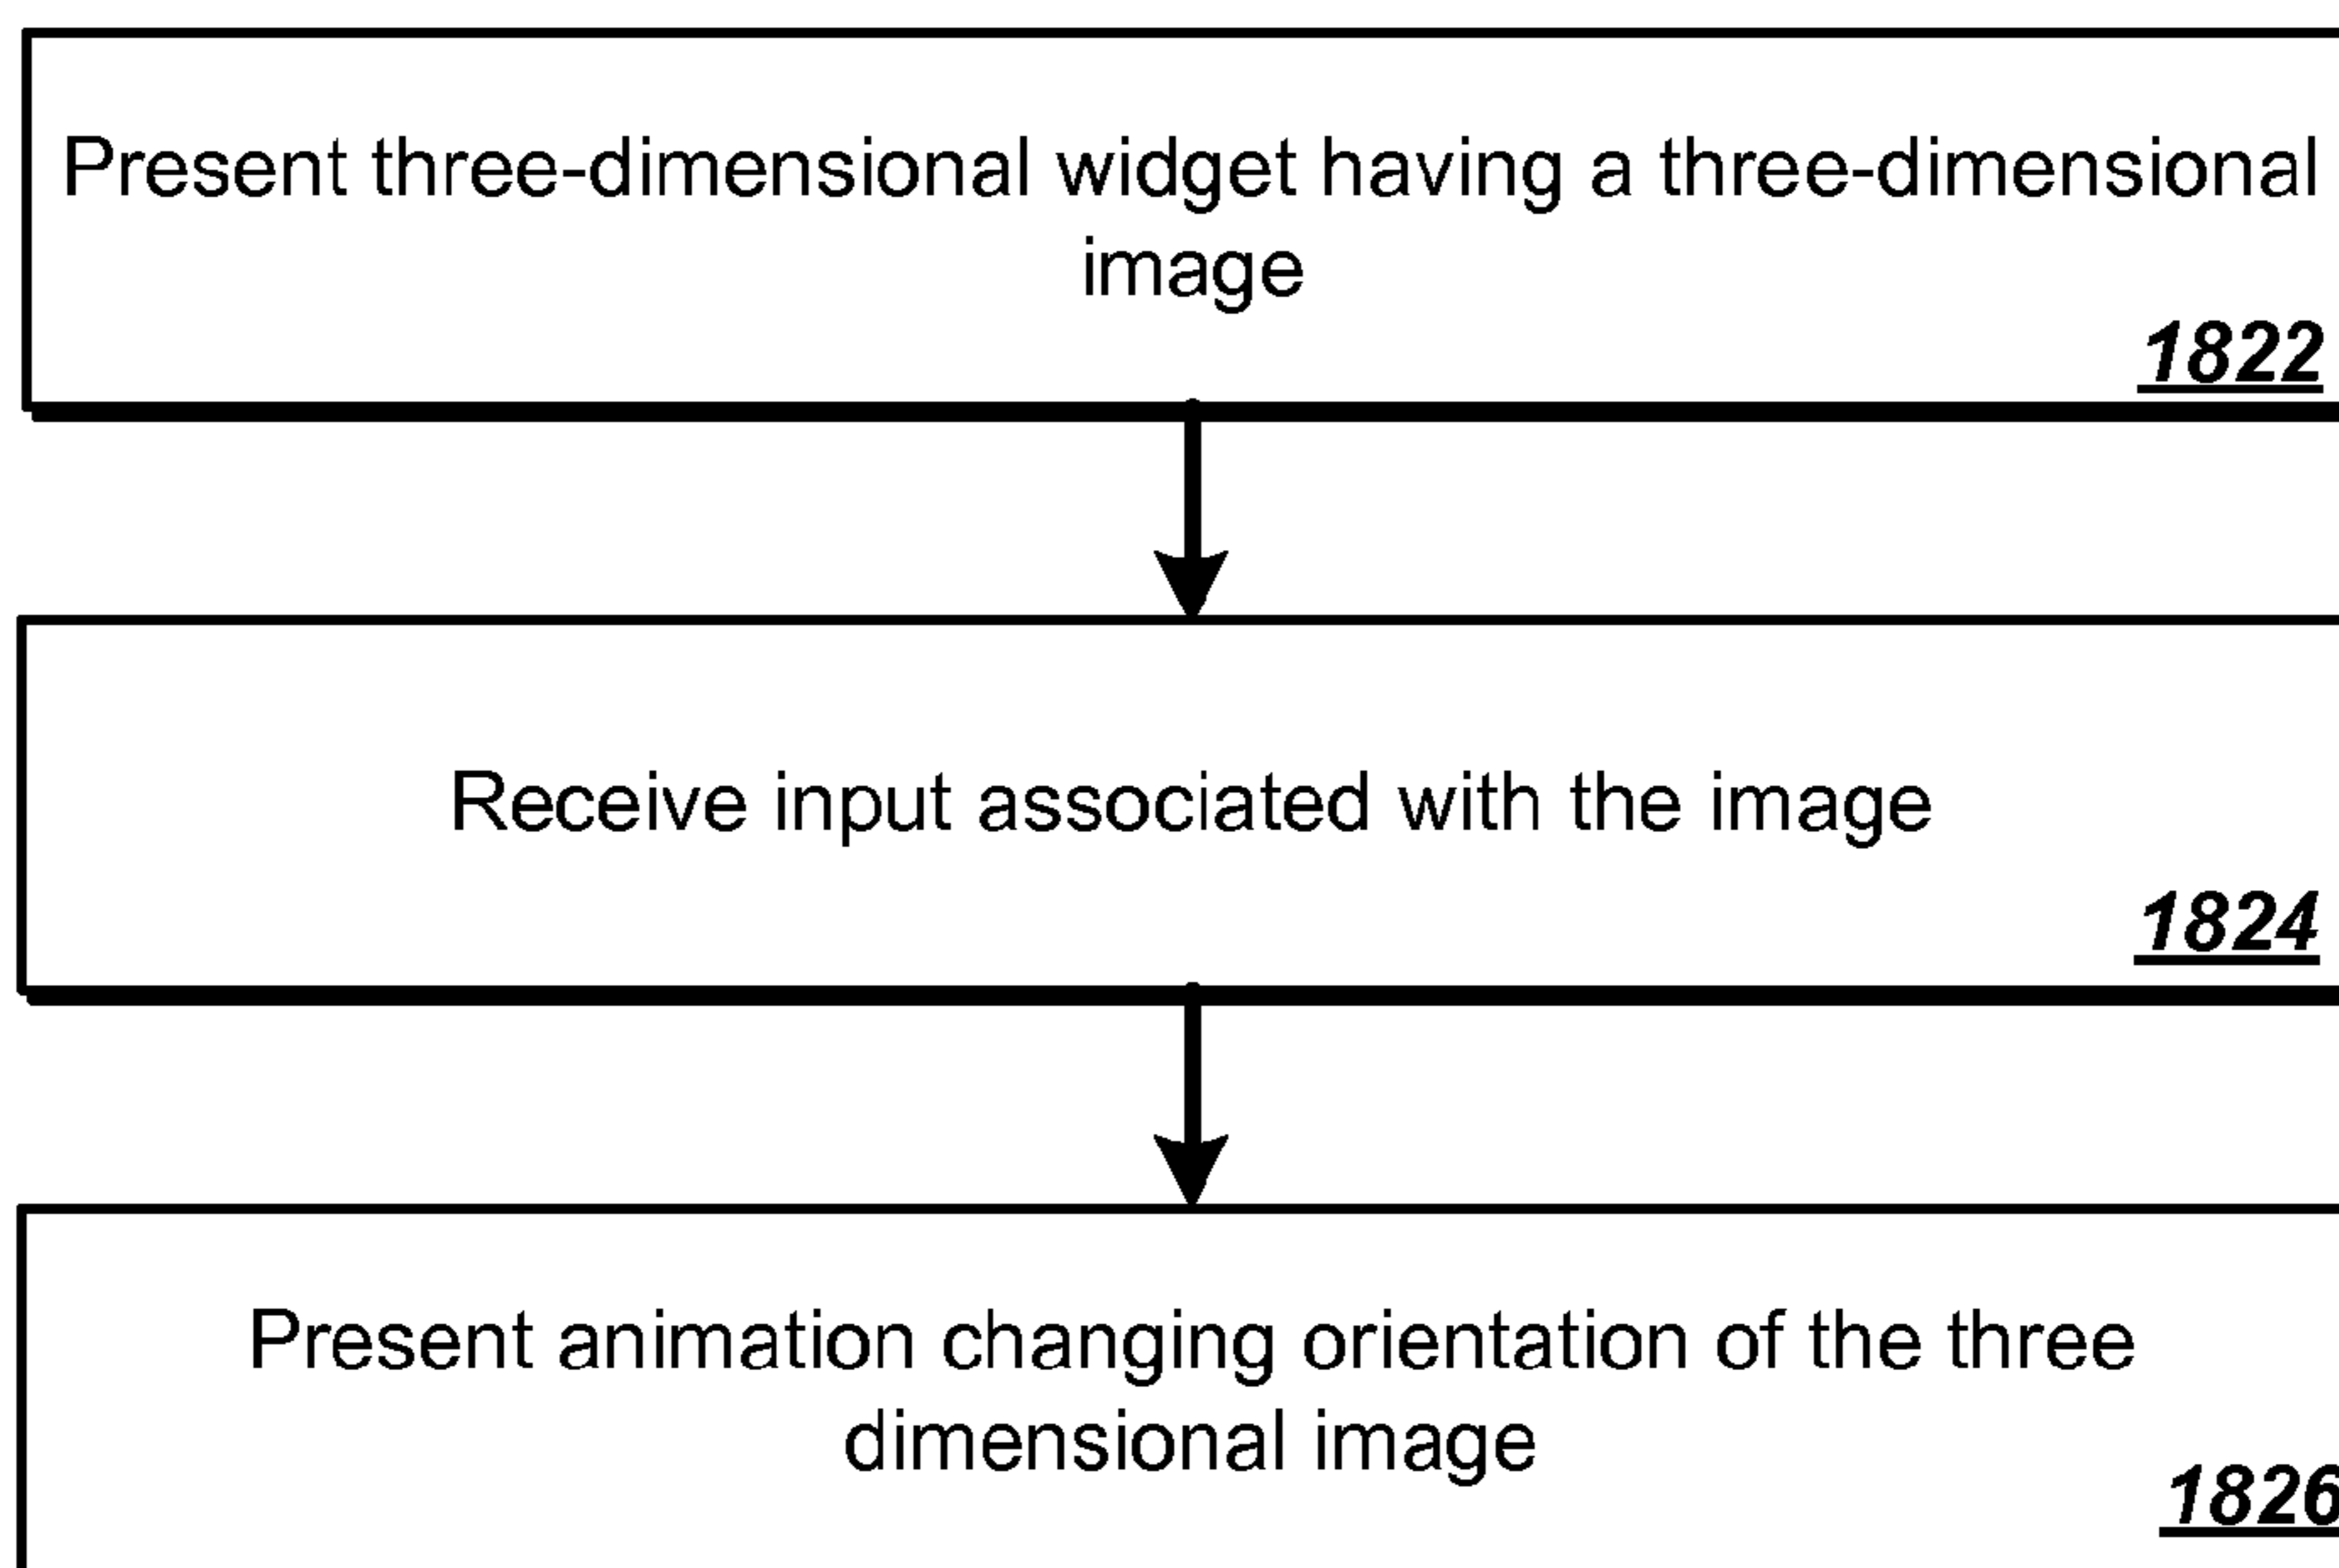 Present three-dimensional widget having a three-dimensional
image
1822
Receive input associated with the image
1824
Present animation changing orientation of the three
dimensional image
1826